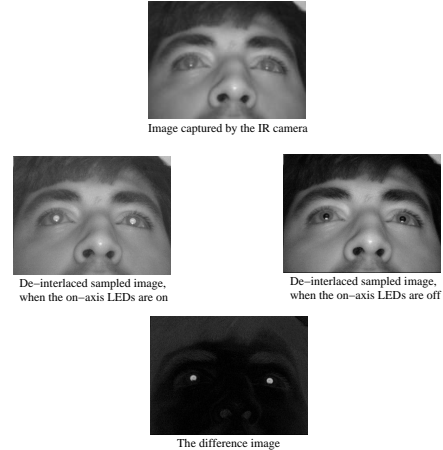 Image captured by the IR camera
De−interlaced sampled image,
when the on−axis LEDs are on
De−interlaced sampled image,
when the on−axis LEDs are off
The difference image